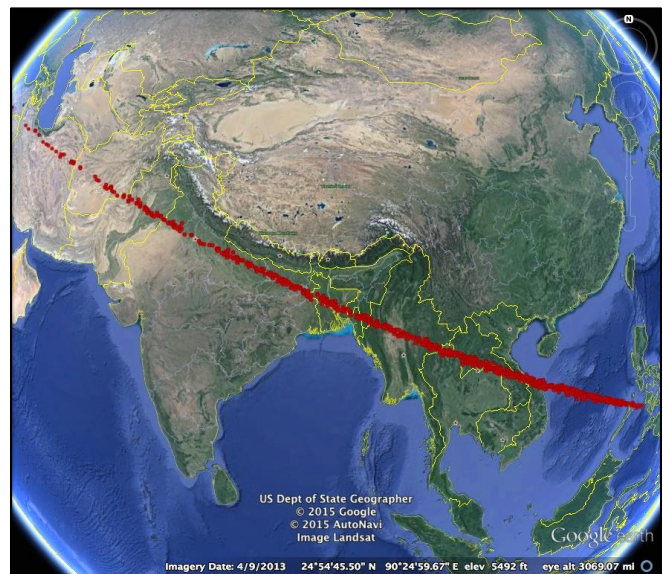 N
US Dept of State Geographer
© 2015 Google
© 2015 AutoNavi
Image Landsat
Google earth
Imagery Date: 4/9/2013 24°54'45.50" N 90°24'59.67" E elev 5492 ft eye alt 3069.07 mi